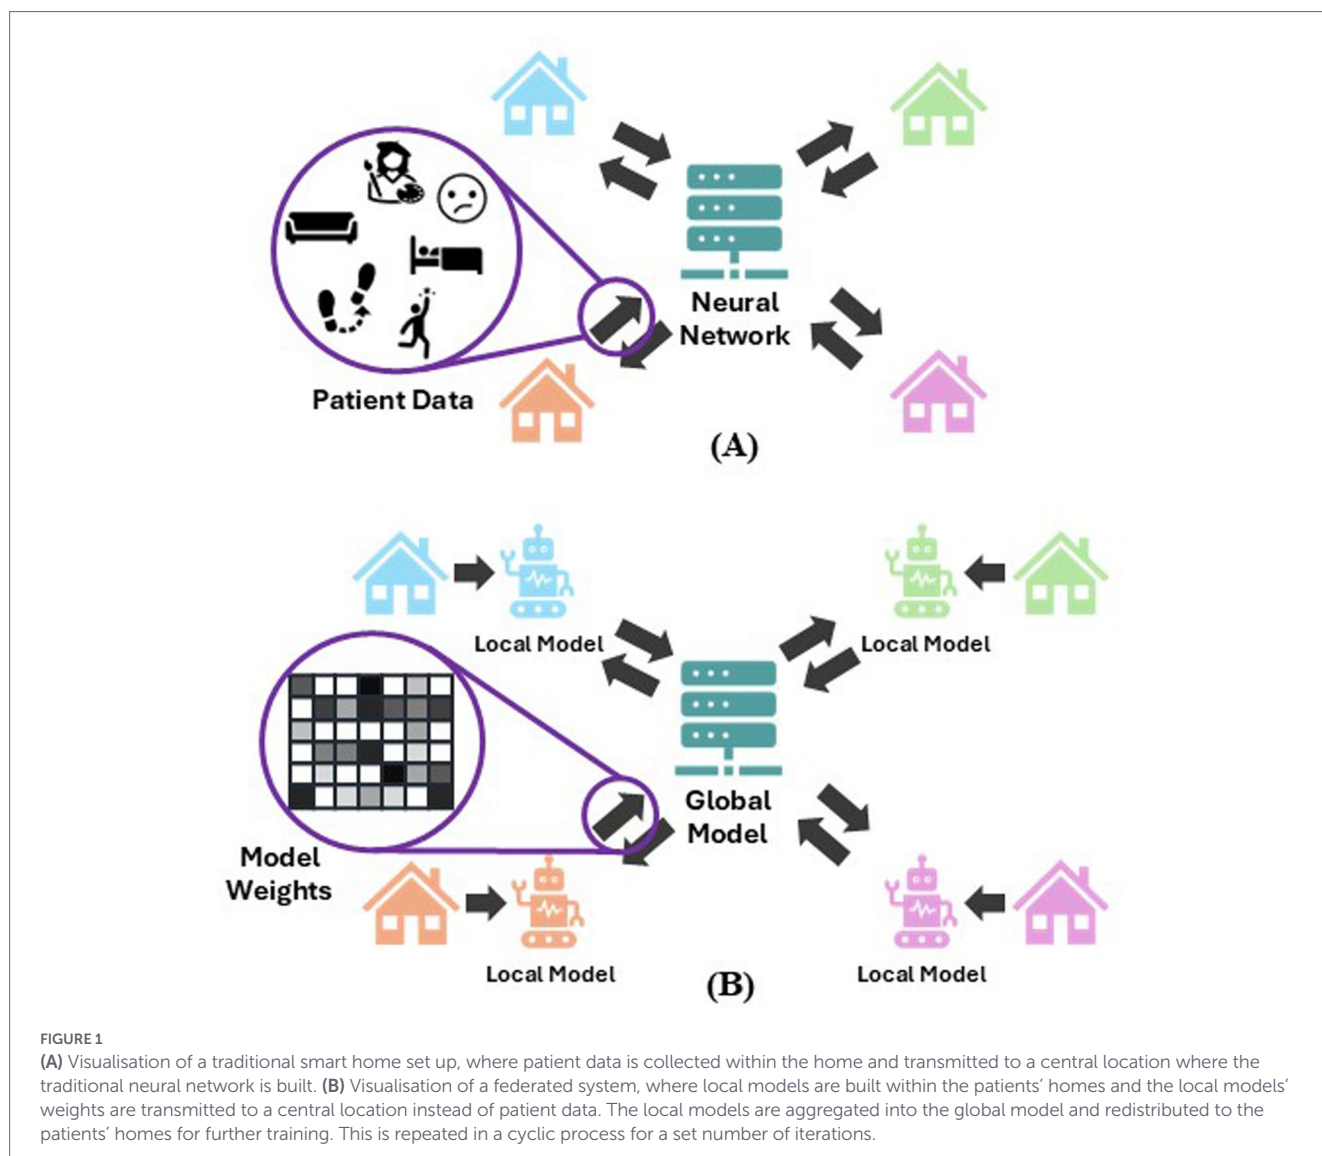 Neural
Network
Patient Data
(A)
Local Model
Local Model
Global
Model
Model
Weights
Local Model
Local Model
(B)
FIGURE 1
(A) Visualisation of a traditional smart home set up, where patient data is collected within the home and transmitted to a central location where the
traditional neural network is built. (B) Visualisation of a federated system, where local models are built within the patients’ homes and the local models’
weights are transmitted to a central location instead of patient data. The local models are aggregated into the global model and redistributed to the
patients’ homes for further training. This is repeated in a cyclic process for a set number of iterations.